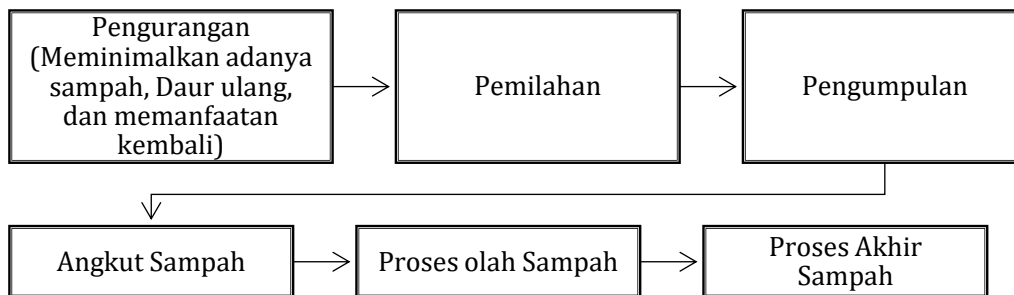 Pengurangan
(Meminimalkan adanya
sampah, Daur ulang,
dan memanfaatan
kembali)
Pemilahan
Pengumpulan
Angkut Sampah
Proses olah Sampah
Proses Akhir
Sampah